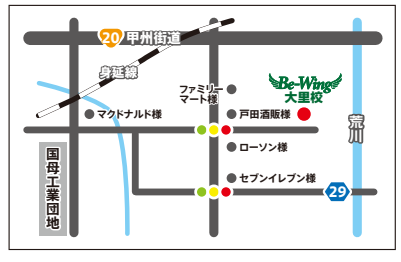 20 甲州街道
身延線
ファミリー
マート様
Be-Wing
大里校
マクドナルド様
戸田酒販様
荒川
ローソン様
国母工業団地
セブンイレブン様
29